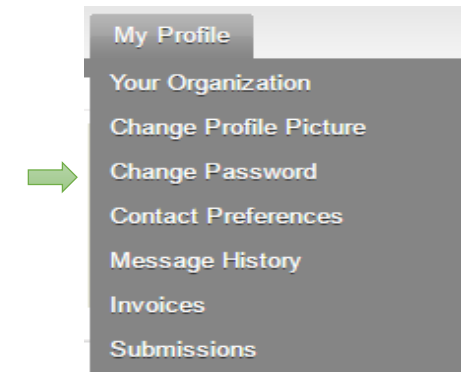 My Profile
Your Organization
Change Profile Picture
Change Password
Contact Preferences
Message History
Invoices
Submissions